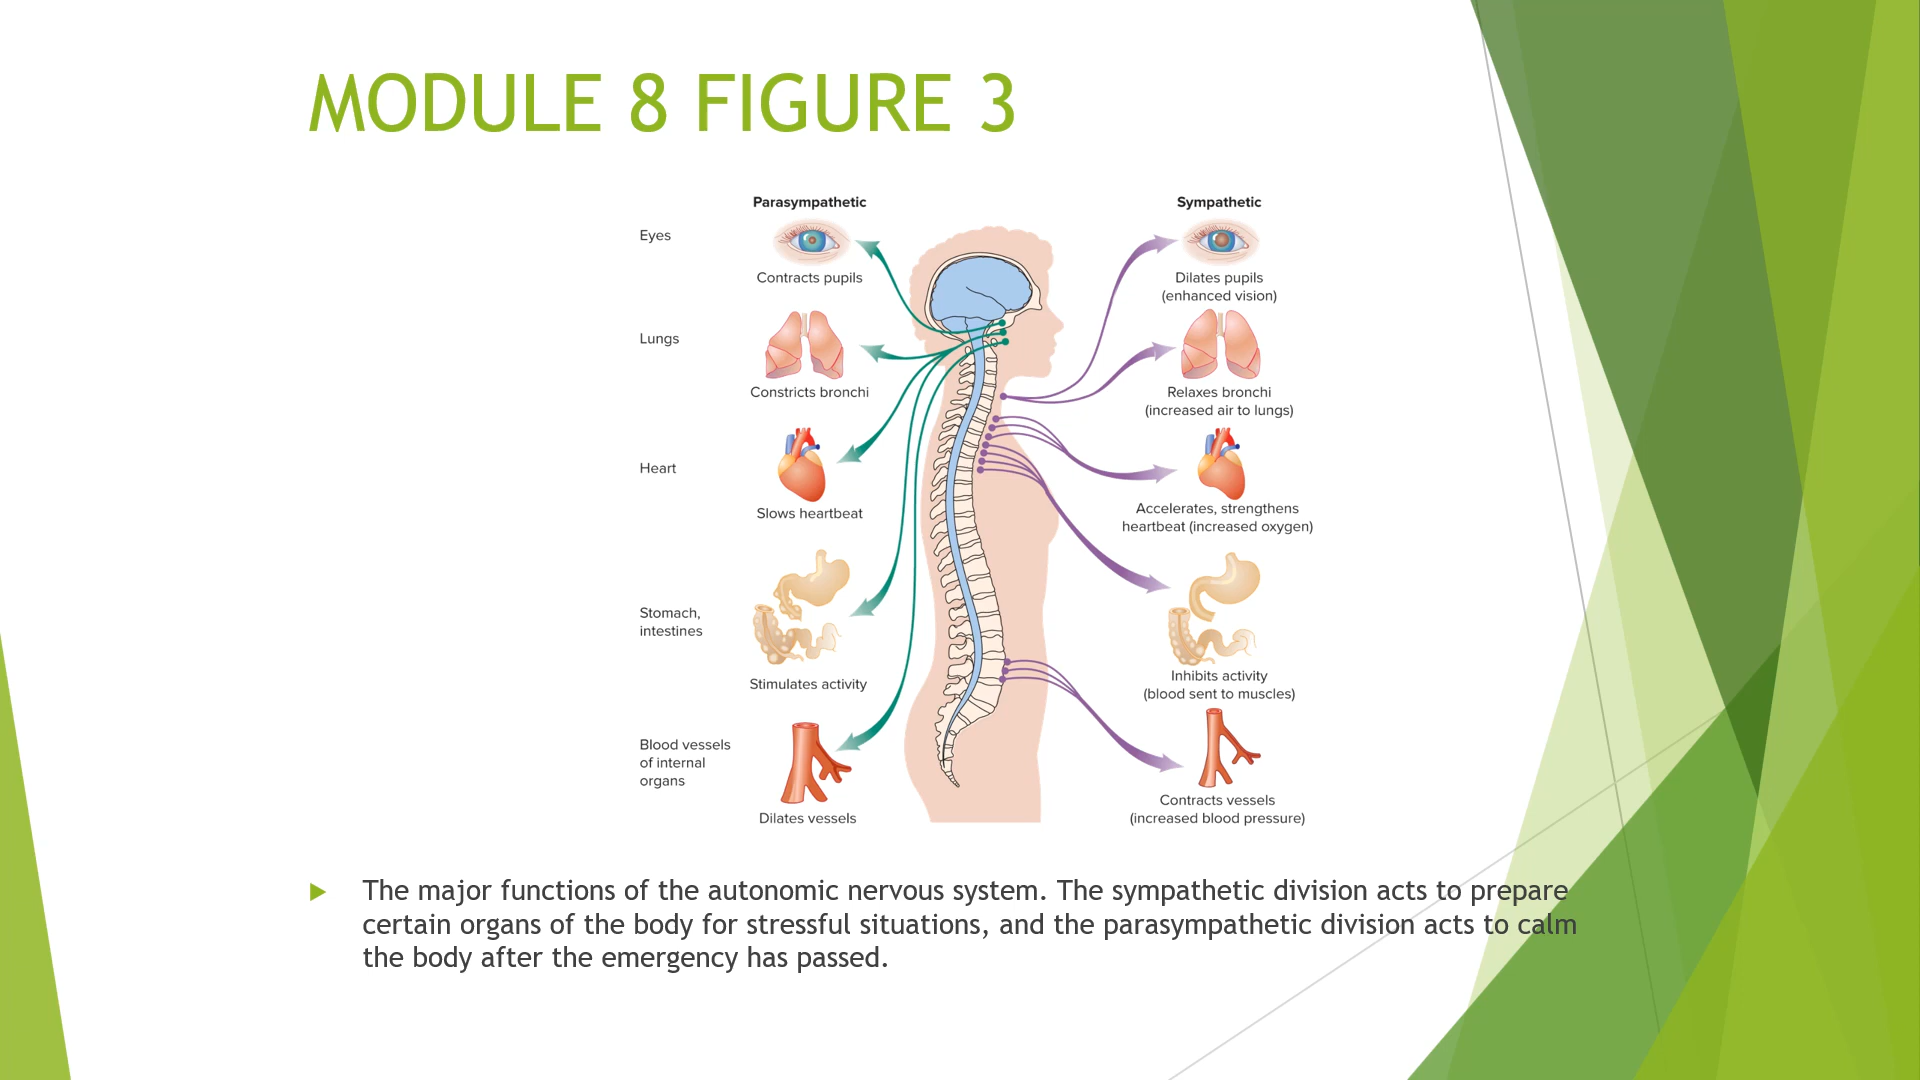 MODULE 8 FIGURE 3
Parasympathetic
Sympathetic
Eyes
Contracts pupils
Dilates pupils
(enhanced vision)
Lungs
Constricts bronchi
Relaxes bronchi
(increased air to lungs)
Heart
Slows heartbeat
Accelerates, strengthens
heartbeat (increased oxygen)
Stomach,
intestines
Stimulates activity
Inhibits activity
(blood sent to muscles)
Blood vessels
of internal
organs
Dilates vessels
Contracts vessels
(increased blood pressure)
The major functions of the autonomic nervous system. The sympathetic division acts to prepare
certain organs of the body for stressful situations, and the parasympathetic division acts to calm
the body after the emergency has passed.